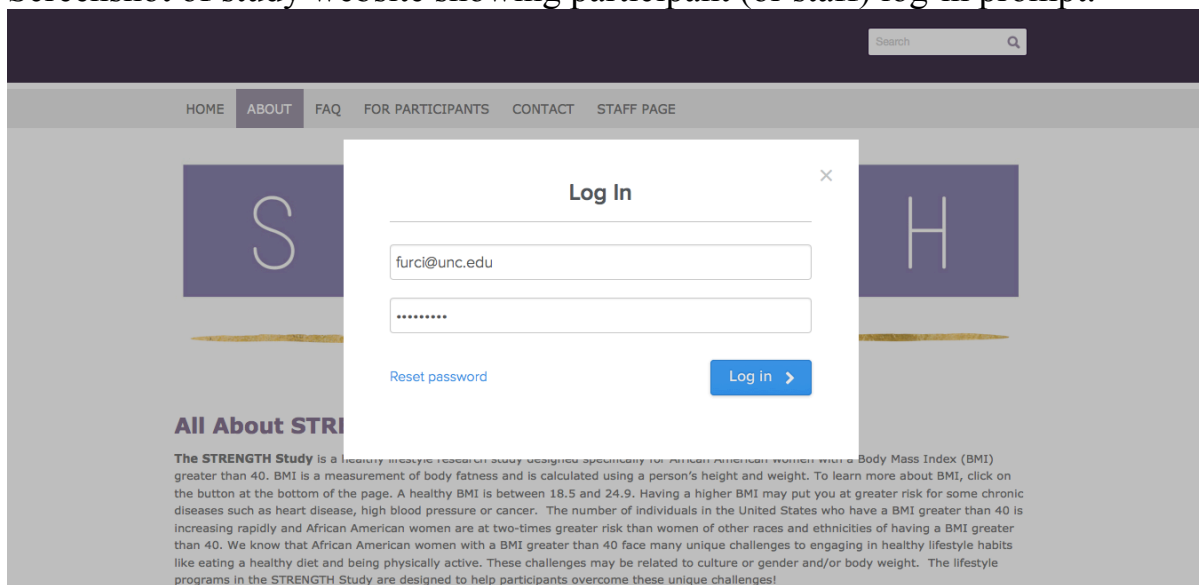 Screenshot of study website showing participant (or staff) log-in prompt.
Search
HOME ABOUT FAQ FOR PARTICIPANTS CONTACT STAFF PAGE
Log In
×
S H
furci@unc.edu
•••••••••
Reset password Log in
All About STRE
The STRENGTH Study is a healthy lifestyle research study designed specifically for African American women with a Body Mass Index (BMI)
greater than 40. BMI is a measurement of body fatness and is calculated using a person's height and weight. To learn more about BMI, click on
the button at the bottom of the page. A healthy BMI is between 18.5 and 24.9. Having a higher BMI may put you at greater risk for some chronic
diseases such as heart disease, high blood pressure or cancer. The number of individuals in the United States who have a BMI greater than 40 is
increasing rapidly and African American women are at two-times greater risk than women of other races and ethnicities of having a BMI greater
than 40. We know that African American women with a BMI greater than 40 face many unique challenges to engaging in healthy lifestyle habits
like eating a healthy diet and being physically active. These challenges may be related to culture or gender and/or body weight. The lifestyle
programs in the STRENGTH Study are designed to help participants overcome these unique challenges!